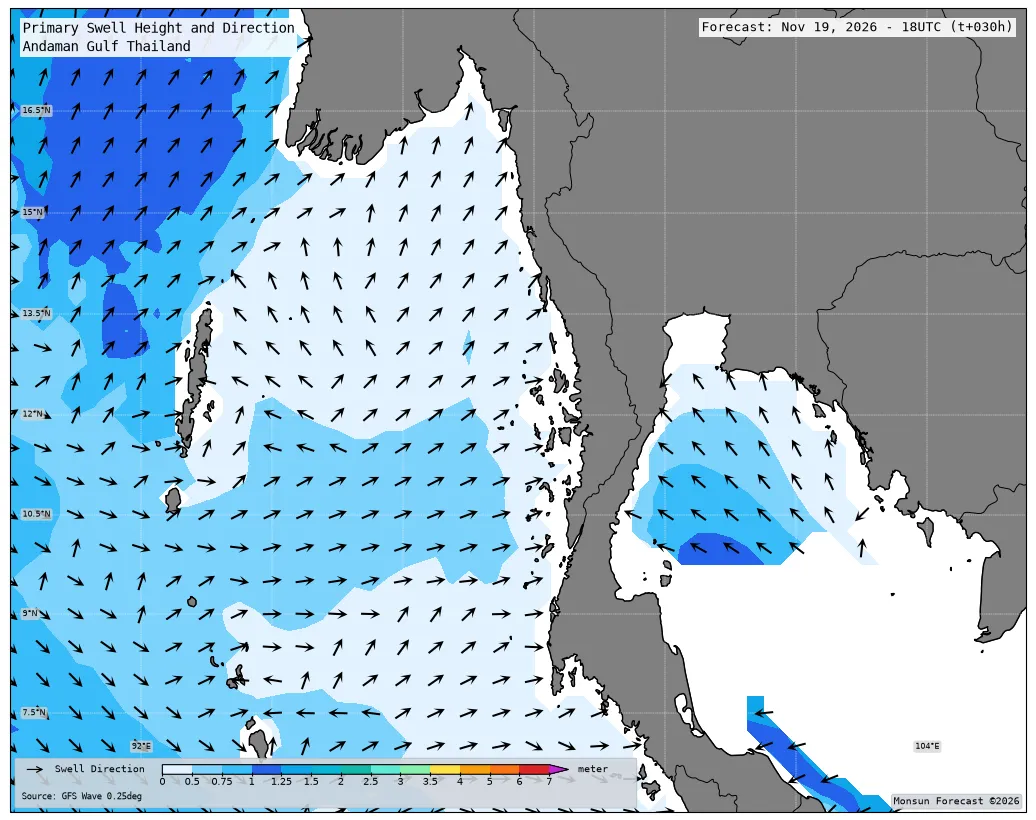 Primary Swell Height and Direction
Andaman Gulf Thailand
Forecast: Nov 19, 2026 - 18UTC (t+030h)
16.5°N
15°N
13.5°N
12°N
10.5°N
9°N
7.5°N
92°E
104°E
Swell Direction
0 0.5 0.75 1 1.25 1.5 2 2.5 3 3.5 4 5 6 7
meter
Source: GFS Wave 0.25deg
Monsun Forecast ©2026